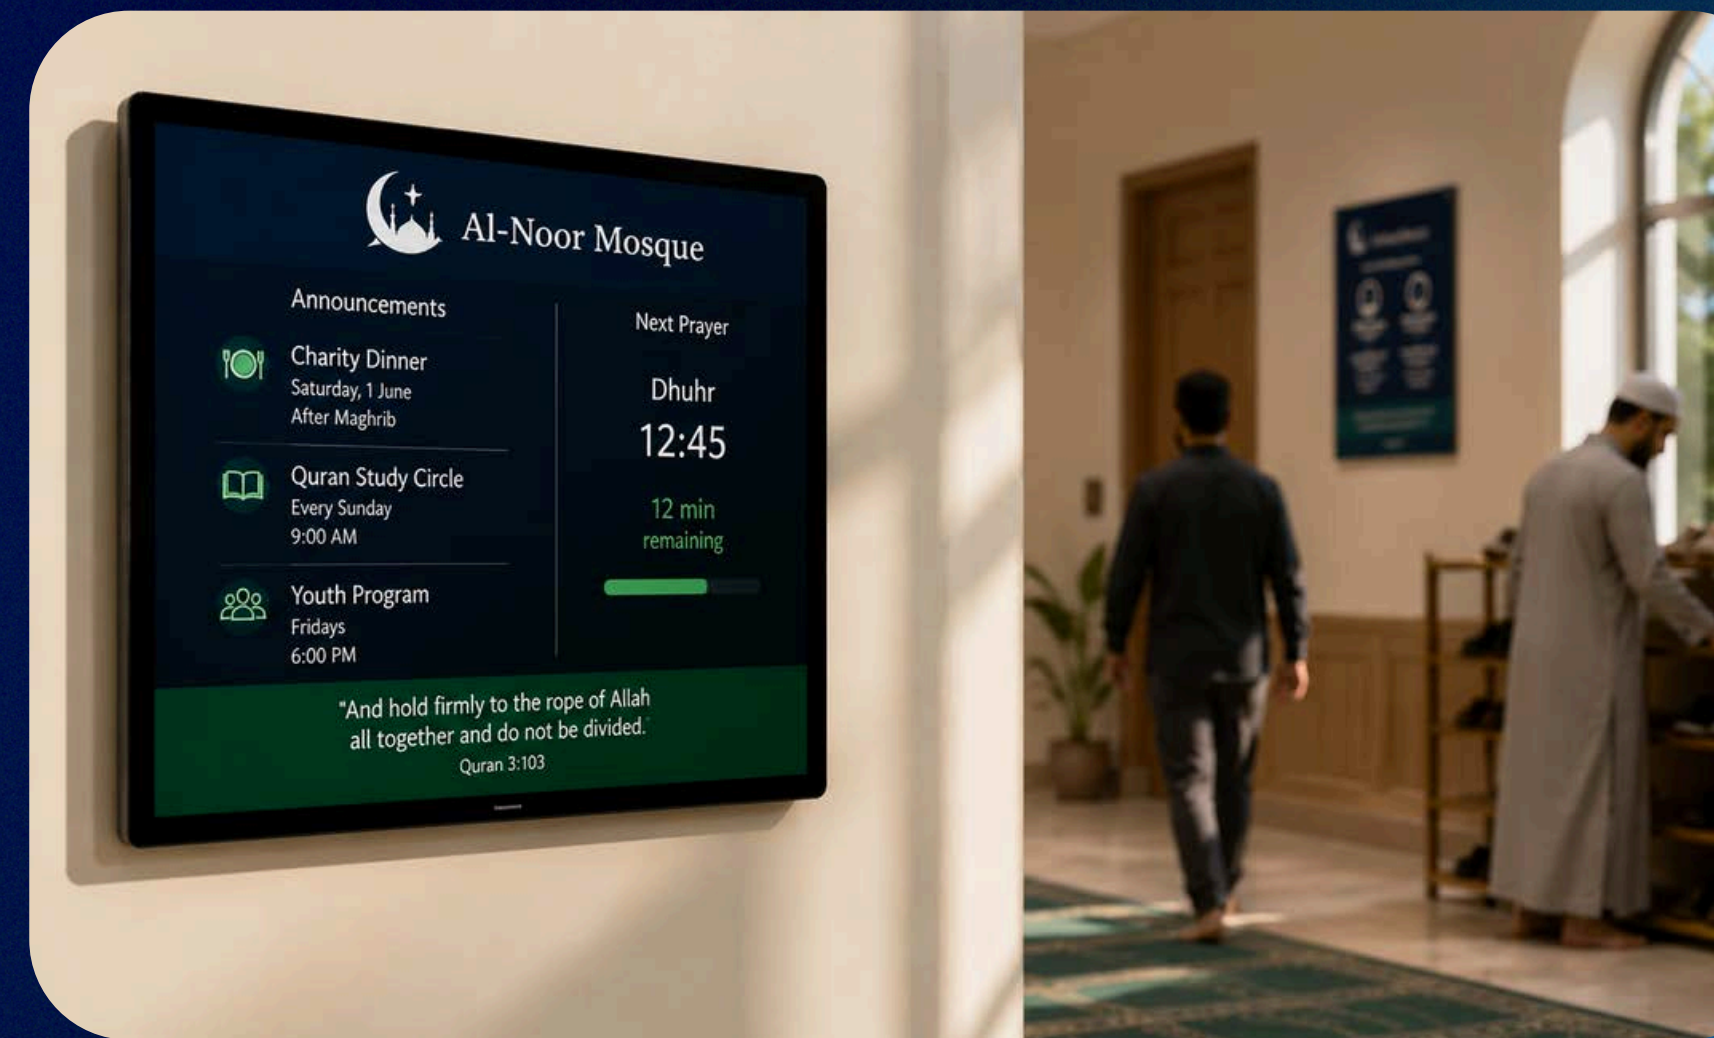 Al-Noor Mosque
Announcements
Charity Dinner
Saturday, 1 June
After Maghrib
Quran Study Circle
Every Sunday
9:00 AM
Youth Program
Fridays
6:00 PM
Next Prayer
Dhuhr
12:45
12 min
remaining
"And hold firmly to the rope of Allah
all together and do not be divided.'
Quran 3:103